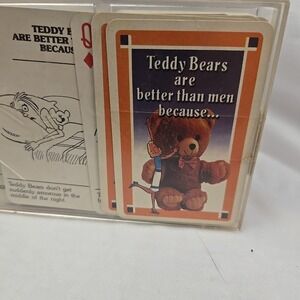 TEDDY B
ARE BETTER
BECAUS
Teddy Bears don't get
suddenly amorous in the
middle of the night.
Q
Teddy Bears
are
better than men
because...